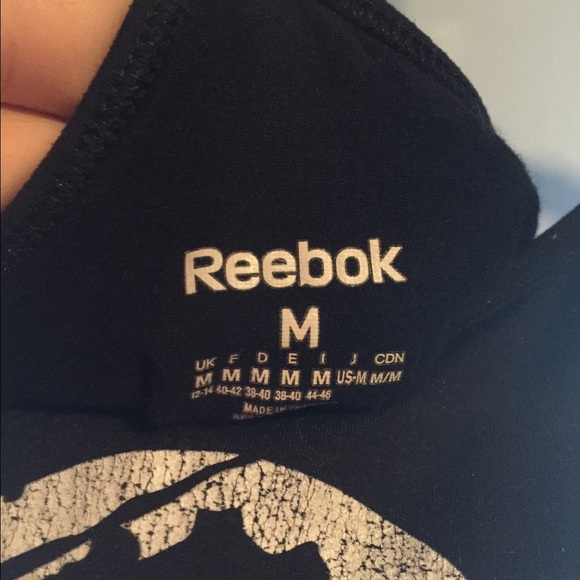 Reebok
M
UK F D E I J CDN
M M M M M US-M M/M
12-14 40-42 38-40 38-40 44-46
MADE IN